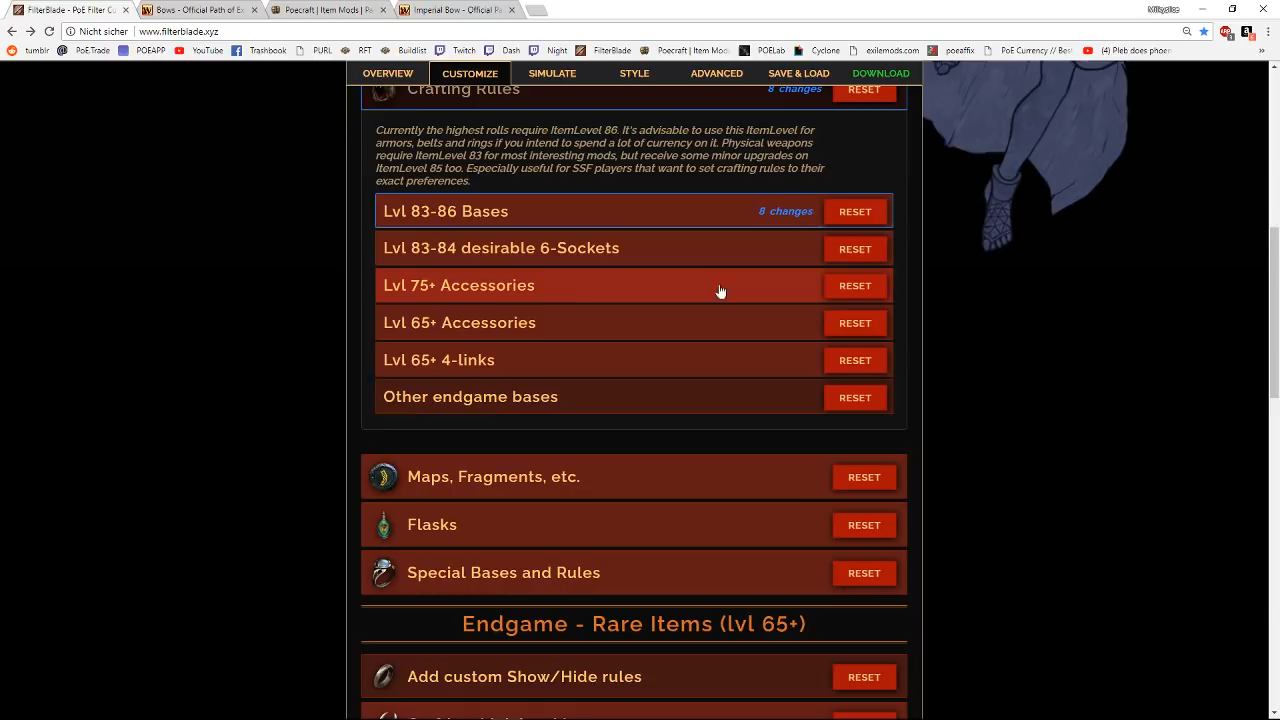 FilterBlade - PoE Filter Cu
Bows - Official Path of Ex
Poecraft | Item Mods | Pa
Imperial Bow - Official Pa
Milkyslice
Nicht sicher www.filterblade.xyz
tumblr PoE.Trade POEAPP YouTube Trashbook PURL RFT Buildlist Twitch Twitch FilterBlade Poecraft | Item Mods POELab Cyclone exilemods.com poeaffix PoE Currency // Best (4) Pleb does phoen
OVERVIEW CUSTOMIZE SIMULATE STYLE ADVANCED SAVE & LOAD DOWNLOAD
Crafting Rules 8 changes RESET
Currently the highest rolls require ItemLevel 86. It's advisable to use this ItemLevel for
armors, belts and rings if you intend to spend a lot of currency on it. Physical weapons
require ItemLevel 83 for most interesting mods, but receive some minor upgrades on
ItemLevel 85 too. Especially useful for SSF players that want to set crafting rules to their
exact preferences.
Lvl 83-86 Bases 8 changes RESET
Lvl 83-84 desirable 6-Sockets RESET
Lvl 75+ Accessories RESET
Lvl 65+ Accessories RESET
Lvl 65+ 4-links RESET
Other endgame bases RESET
Maps, Fragments, etc. RESET
Flasks RESET
Special Bases and Rules RESET
Endgame - Rare Items (lvl 65+)
Add custom Show/Hide rules RESET